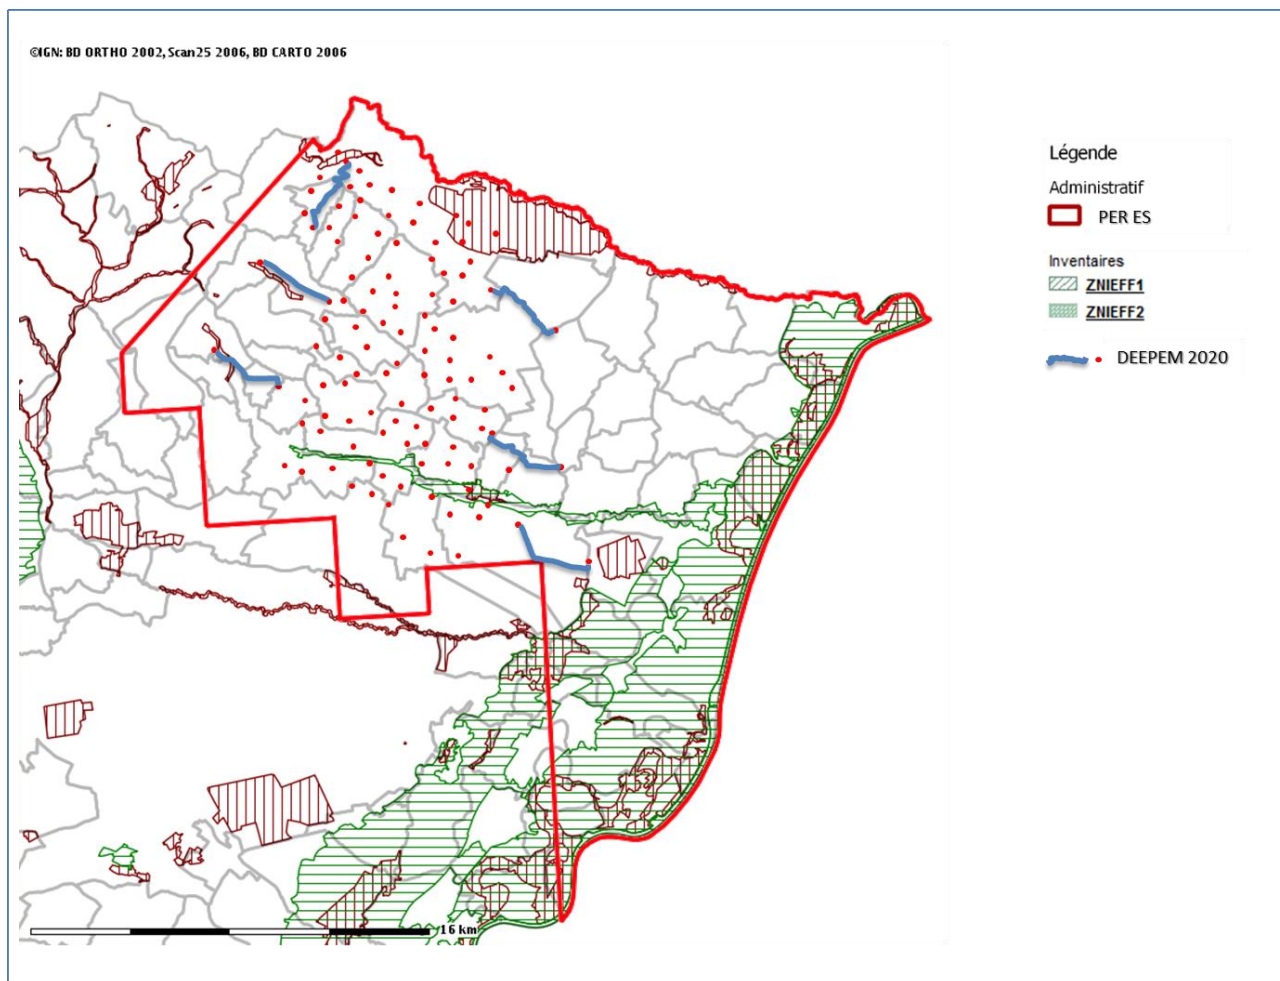 ©IGN: BD ORTHO 2002, Scan25 2006, BD CARTO 2006
Légende
Administratif
PER ES
Inventaires
ZNIEFF1
ZNIEFF2
DEEPEM 2020
16 km